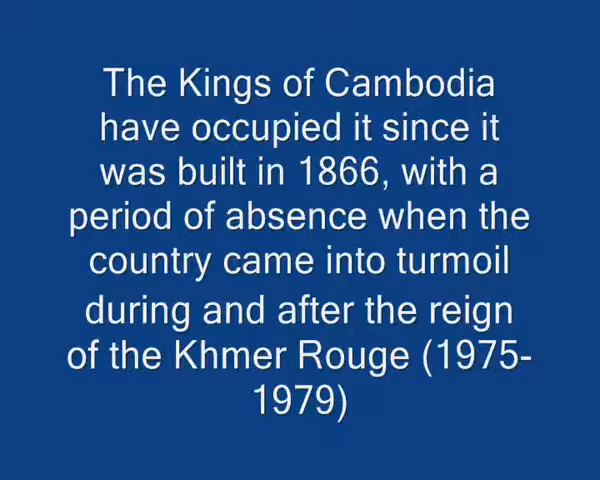 The Kings of Cambodia
have occupied it since it
was built in 1866, with a
period of absence when the
country came into turmoil
during and after the reign
of the Khmer Rouge (1975-
1979)